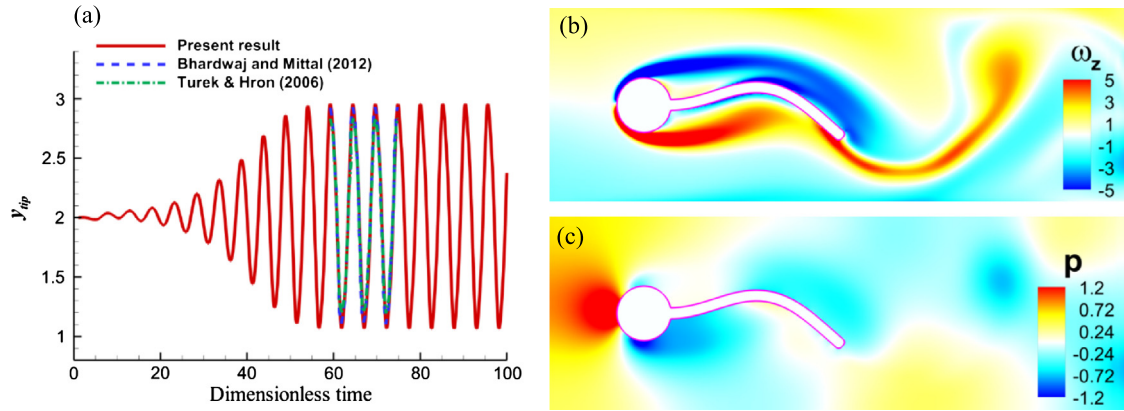 (a)
Present result
Bhardwaj and Mittal (2012)
Turek & Hron (2006)
3
2.5
2
1.5
1
y_tip
0
20
40
60
80
100
Dimensionless time
(b)
ω_z
5
3
1
-1
-3
-5
(c)
p
1.2
0.72
0.24
-0.24
-0.72
-1.2